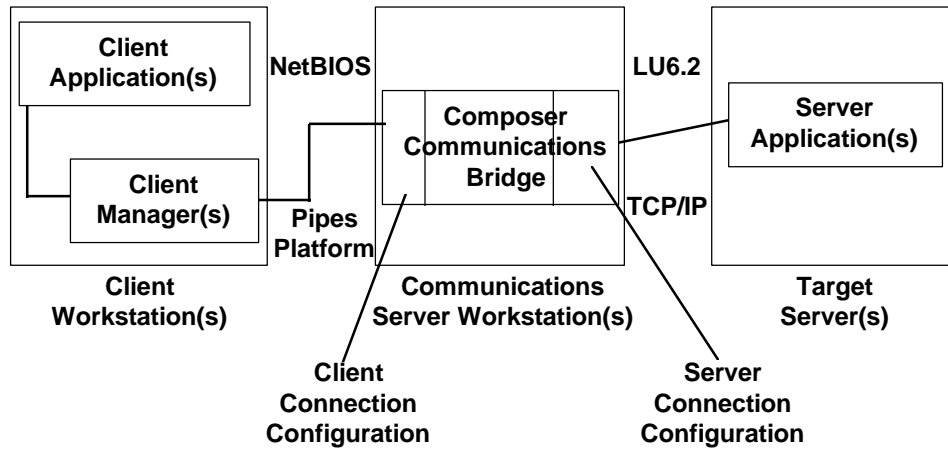 Client
Application(s)
NetBIOS
LU6.2
Composer
Communications
Bridge
Server
Application(s)
Client
Manager(s)
Pipes
Platform
TCP/IP
Client
Workstation(s)
Communications
Server Workstation(s)
Target
Server(s)
Client
Connection
Configuration
Server
Connection
Configuration